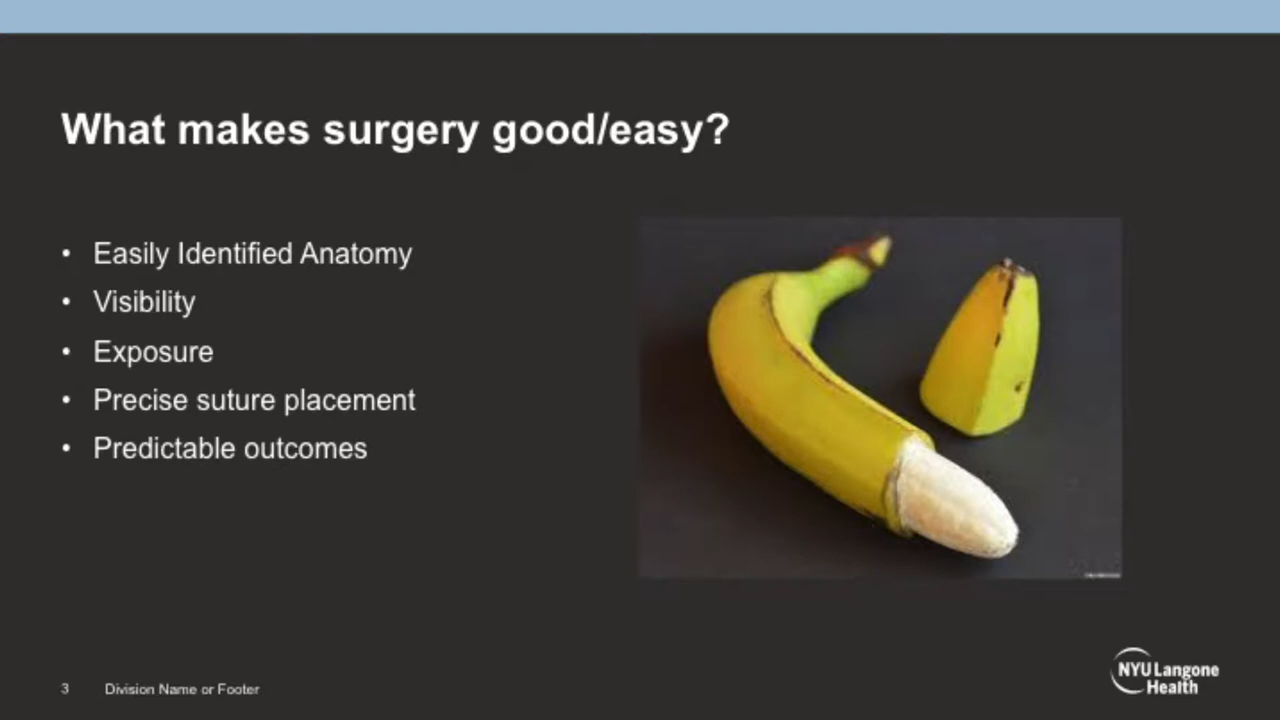 What makes surgery good/easy?
• Easily Identified Anatomy
• Visibility
• Exposure
• Precise suture placement
• Predictable outcomes
3 Division Name or Footer
NYU Langone
Health